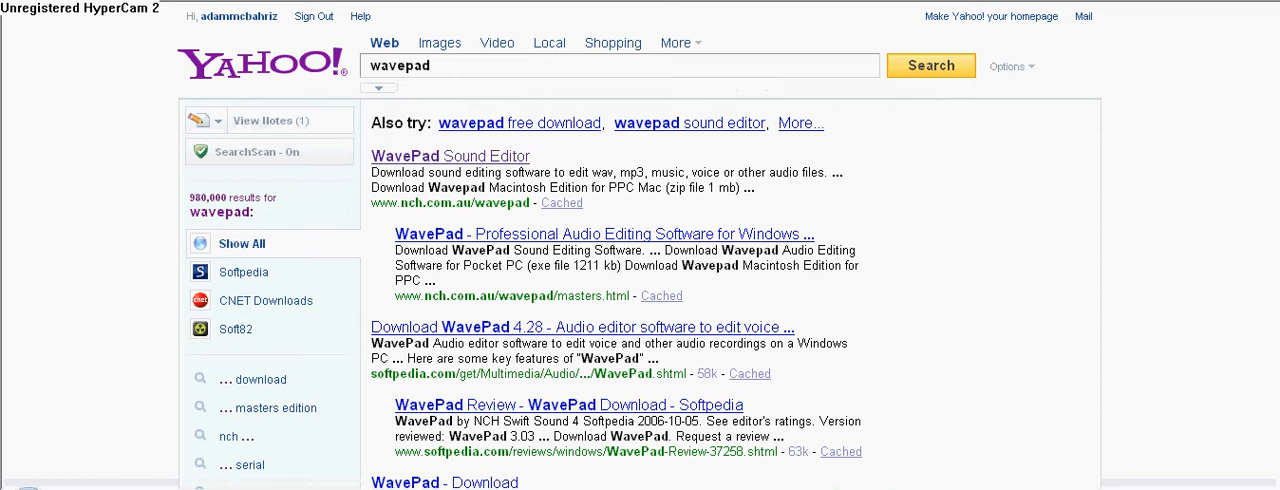 Unregistered HyperCam 2
Hi, adammcbahriz Sign Out Help Make Yahoo! your homepage Mail
Web Images Video Local Shopping More
YAHOO!® wavepad Search Options
View Notes (1)
SearchScan - On
980,000 results for
wavepad:
Show All
Softpedia
CNET Downloads
Soft82
... download
... masters edition
nch ...
... serial
Also try: wavepad free download, wavepad sound editor, More...
WavePad Sound Editor
Download sound editing software to edit wav, mp3, music, voice or other audio files. ...
Download Wavepad Macintosh Edition for PPC Mac (zip file 1 mb) ...
www.nch.com.au/wavepad - Cached
WavePad - Professional Audio Editing Software for Windows ...
Download WavePad Sound Editing Software. ... Download Wavepad Audio Editing
Software for Pocket PC (exe file 1211 kb) Download Wavepad Macintosh Edition for
PPC ...
www.nch.com.au/wavepad/masters.html - Cached
Download WavePad 4.28 - Audio editor software to edit voice ...
WavePad Audio editor software to edit voice and other audio recordings on a Windows
PC ... Here are some key features of "WavePad" ...
softpedia.com/get/Multimedia/Audio/.../WavePad.shtml - 58k - Cached
WavePad Review - WavePad Download - Softpedia
WavePad by NCH Swift Sound 4 Softpedia 2006-10-05. See editor's ratings. Version
reviewed: WavePad 3.03 ... Download WavePad. Request a review ...
www.softpedia.com/reviews/windows/WavePad-Review-37258.shtml - 63k - Cached
WavePad - Download